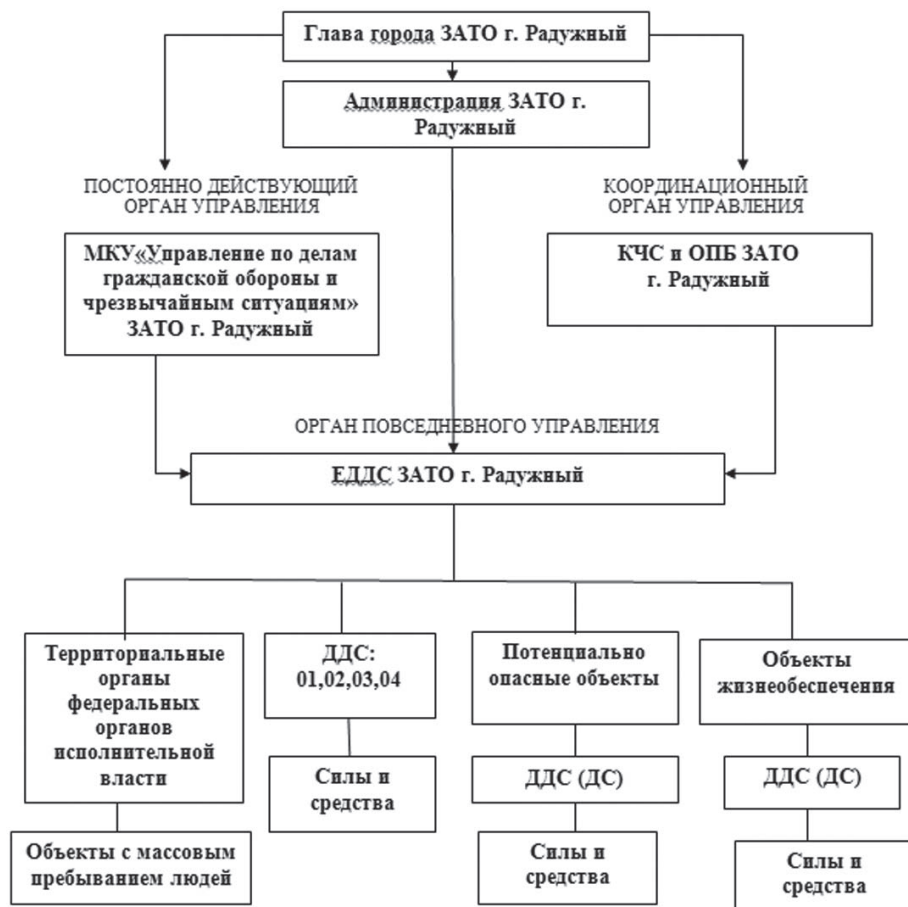 Глава города ЗАТО г. Радужный
Администрация ЗАТО г.
Радужный
ПОСТОЯННО ДЕЙСТВУЮЩИЙ
ОРГАН УПРАВЛЕНИЯ
КООРДИНАЦИОННЫЙ
ОРГАН УПРАВЛЕНИЯ
МКУ«Управление по делам
гражданской обороны и
чрезвычайным ситуациям»
ЗАТО г. Радужный
КЧС и ОПБ ЗАТО
г. Радужный
ОРГАН ПОВСЕДНЕВНОГО УПРАВЛЕНИЯ
ЕДДС ЗАТО г. Радужный
Территориальные
органы
федеральных
органов
исполнительной
власти
Объекты с массовым
пребыванием людей
ДДС:
01,02,03,04
Силы и
средства
Потенциально
опасные объекты
ДДС (ДС)
Силы и
средства
Объекты
жизнеобеспечения
ДДС (ДС)
Силы и
средства